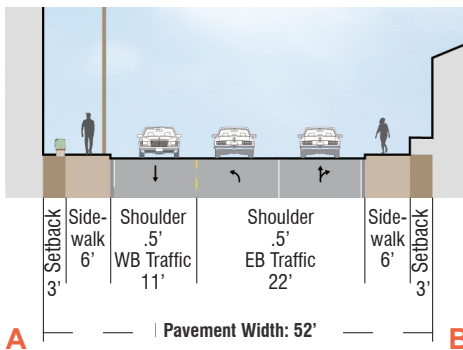 Setback
3'
Side-
walk
6'
Shoulder
.5'
WB Traffic
11'
Shoulder
.5'
EB Traffic
22'
Side-
walk
6'
Setback
3'
A
Pavement Width: 52'
B